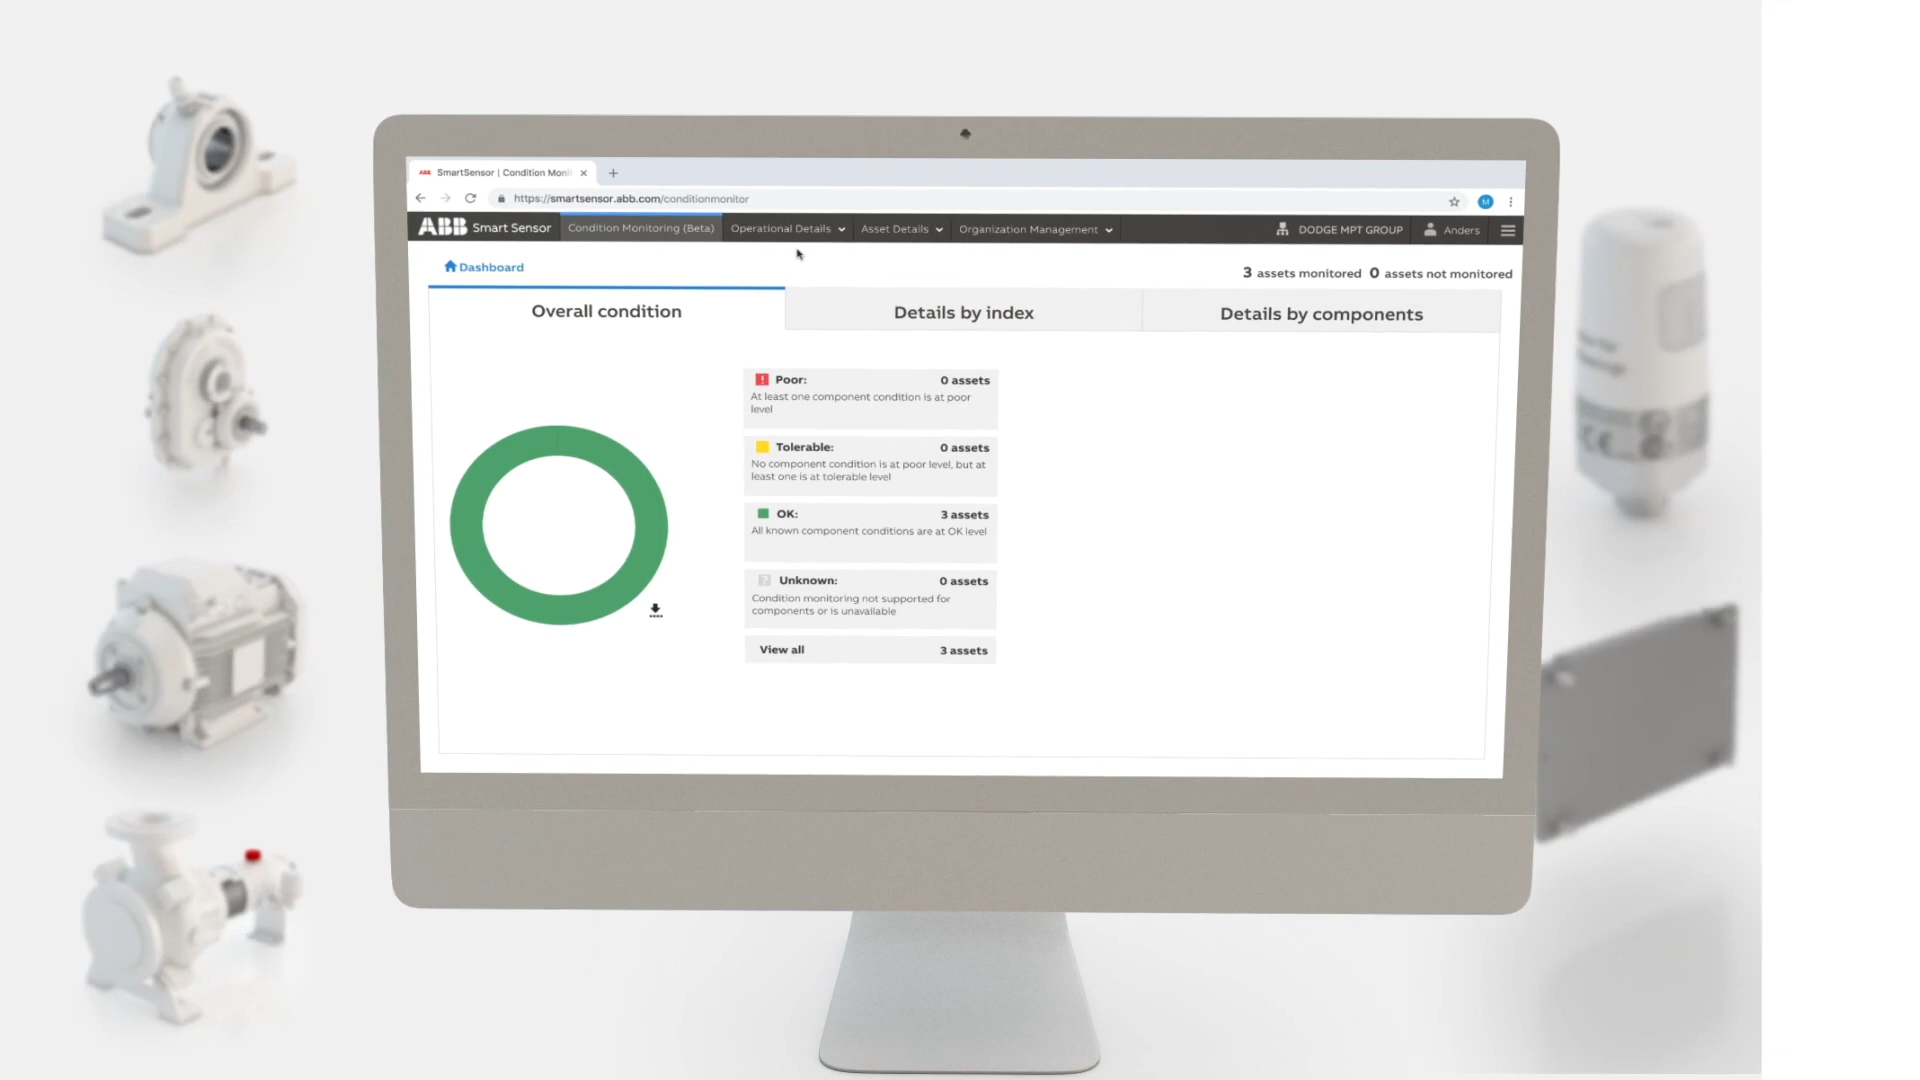 ABB SmartSensor | Condition Moni
https://smartsensor.abb.com/conditionmonitor
M
ABB Smart Sensor
Condition Monitoring (Beta)
Operational Details
Asset Details
Organization Management
DODGE MPT GROUP
Anders
Dashboard
3 assets monitored 0 assets not monitored
Overall condition
Details by index
Details by components
! Poor: 0 assets
At least one component condition is at poor
level
Tolerable: 0 assets
No component condition is at poor level, but at
least one is at tolerable level
OK: 3 assets
All known component conditions are at OK level
? Unknown: 0 assets
Condition monitoring not supported for
components or is unavailable
View all 3 assets
CE